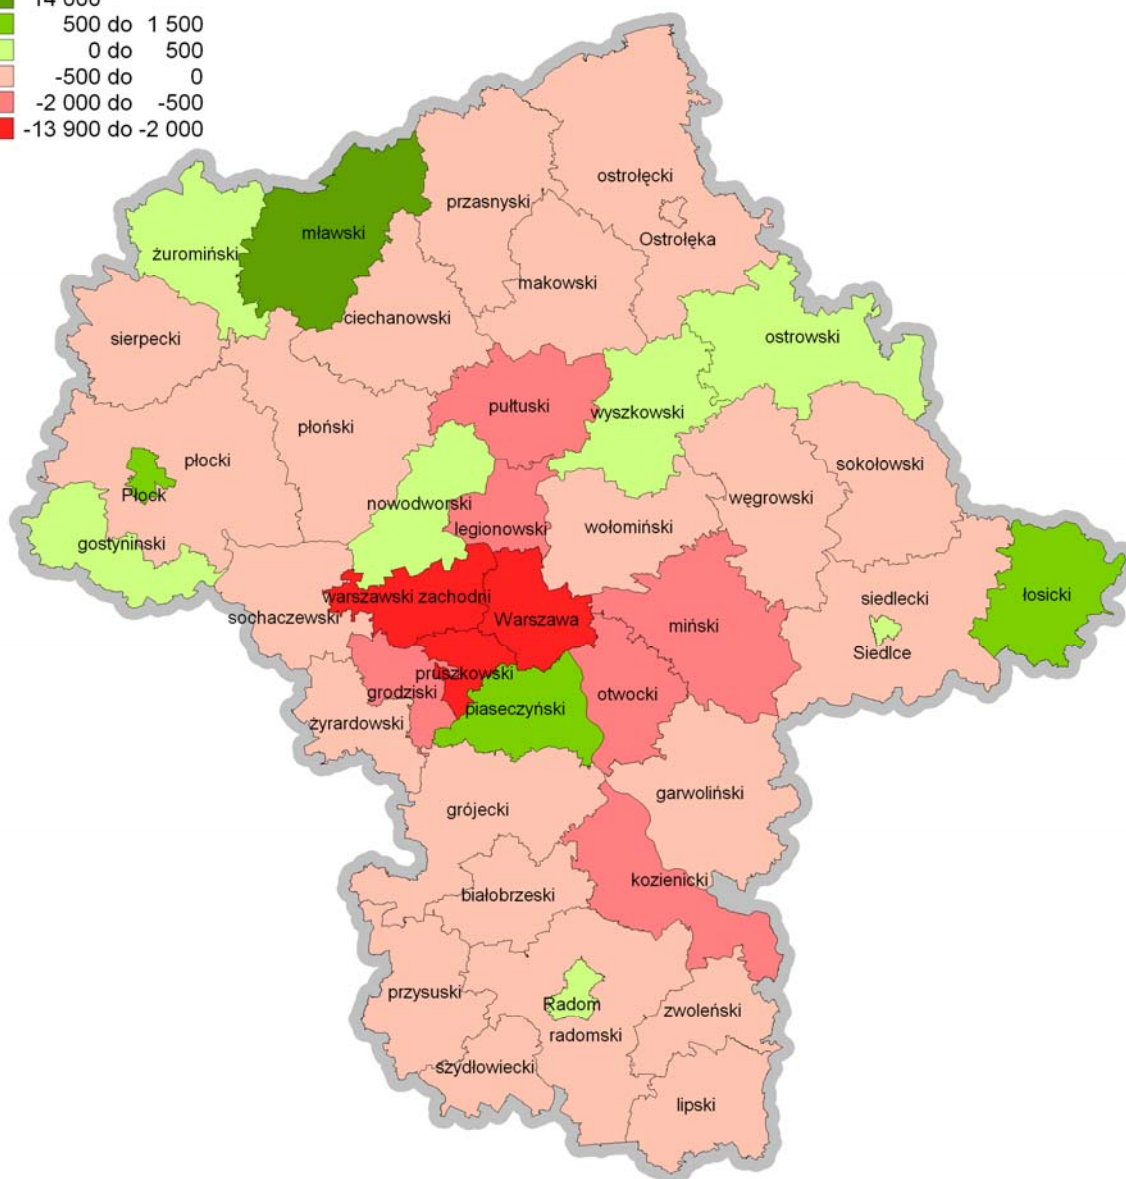 14 000
500 do 1 500
0 do 500
-500 do 0
-2 000 do -500
-13 900 do -2 000
ostrołęcki
przasnyski
mławski
Ostrołęka
żuromiński
makowski
ciechanowski
sierpecki
ostrowski
pułtuski
wyszkowski
płoński
płocki
sokołowski
Płock
węgrowski
nowodworski
legionowski
wołomiński
gostyninski
warszawski zachodni
łosicki
siedlecki
sochaczewski
Warszawa
miński
Siedlce
pruszkowski
grodziski
otwocki
piaseczyński
żyrardowski
garwoliński
grójecki
kozienicki
białobrzeski
przysuski
Radom
zwoleński
radomski
szydłowiecki
lipski